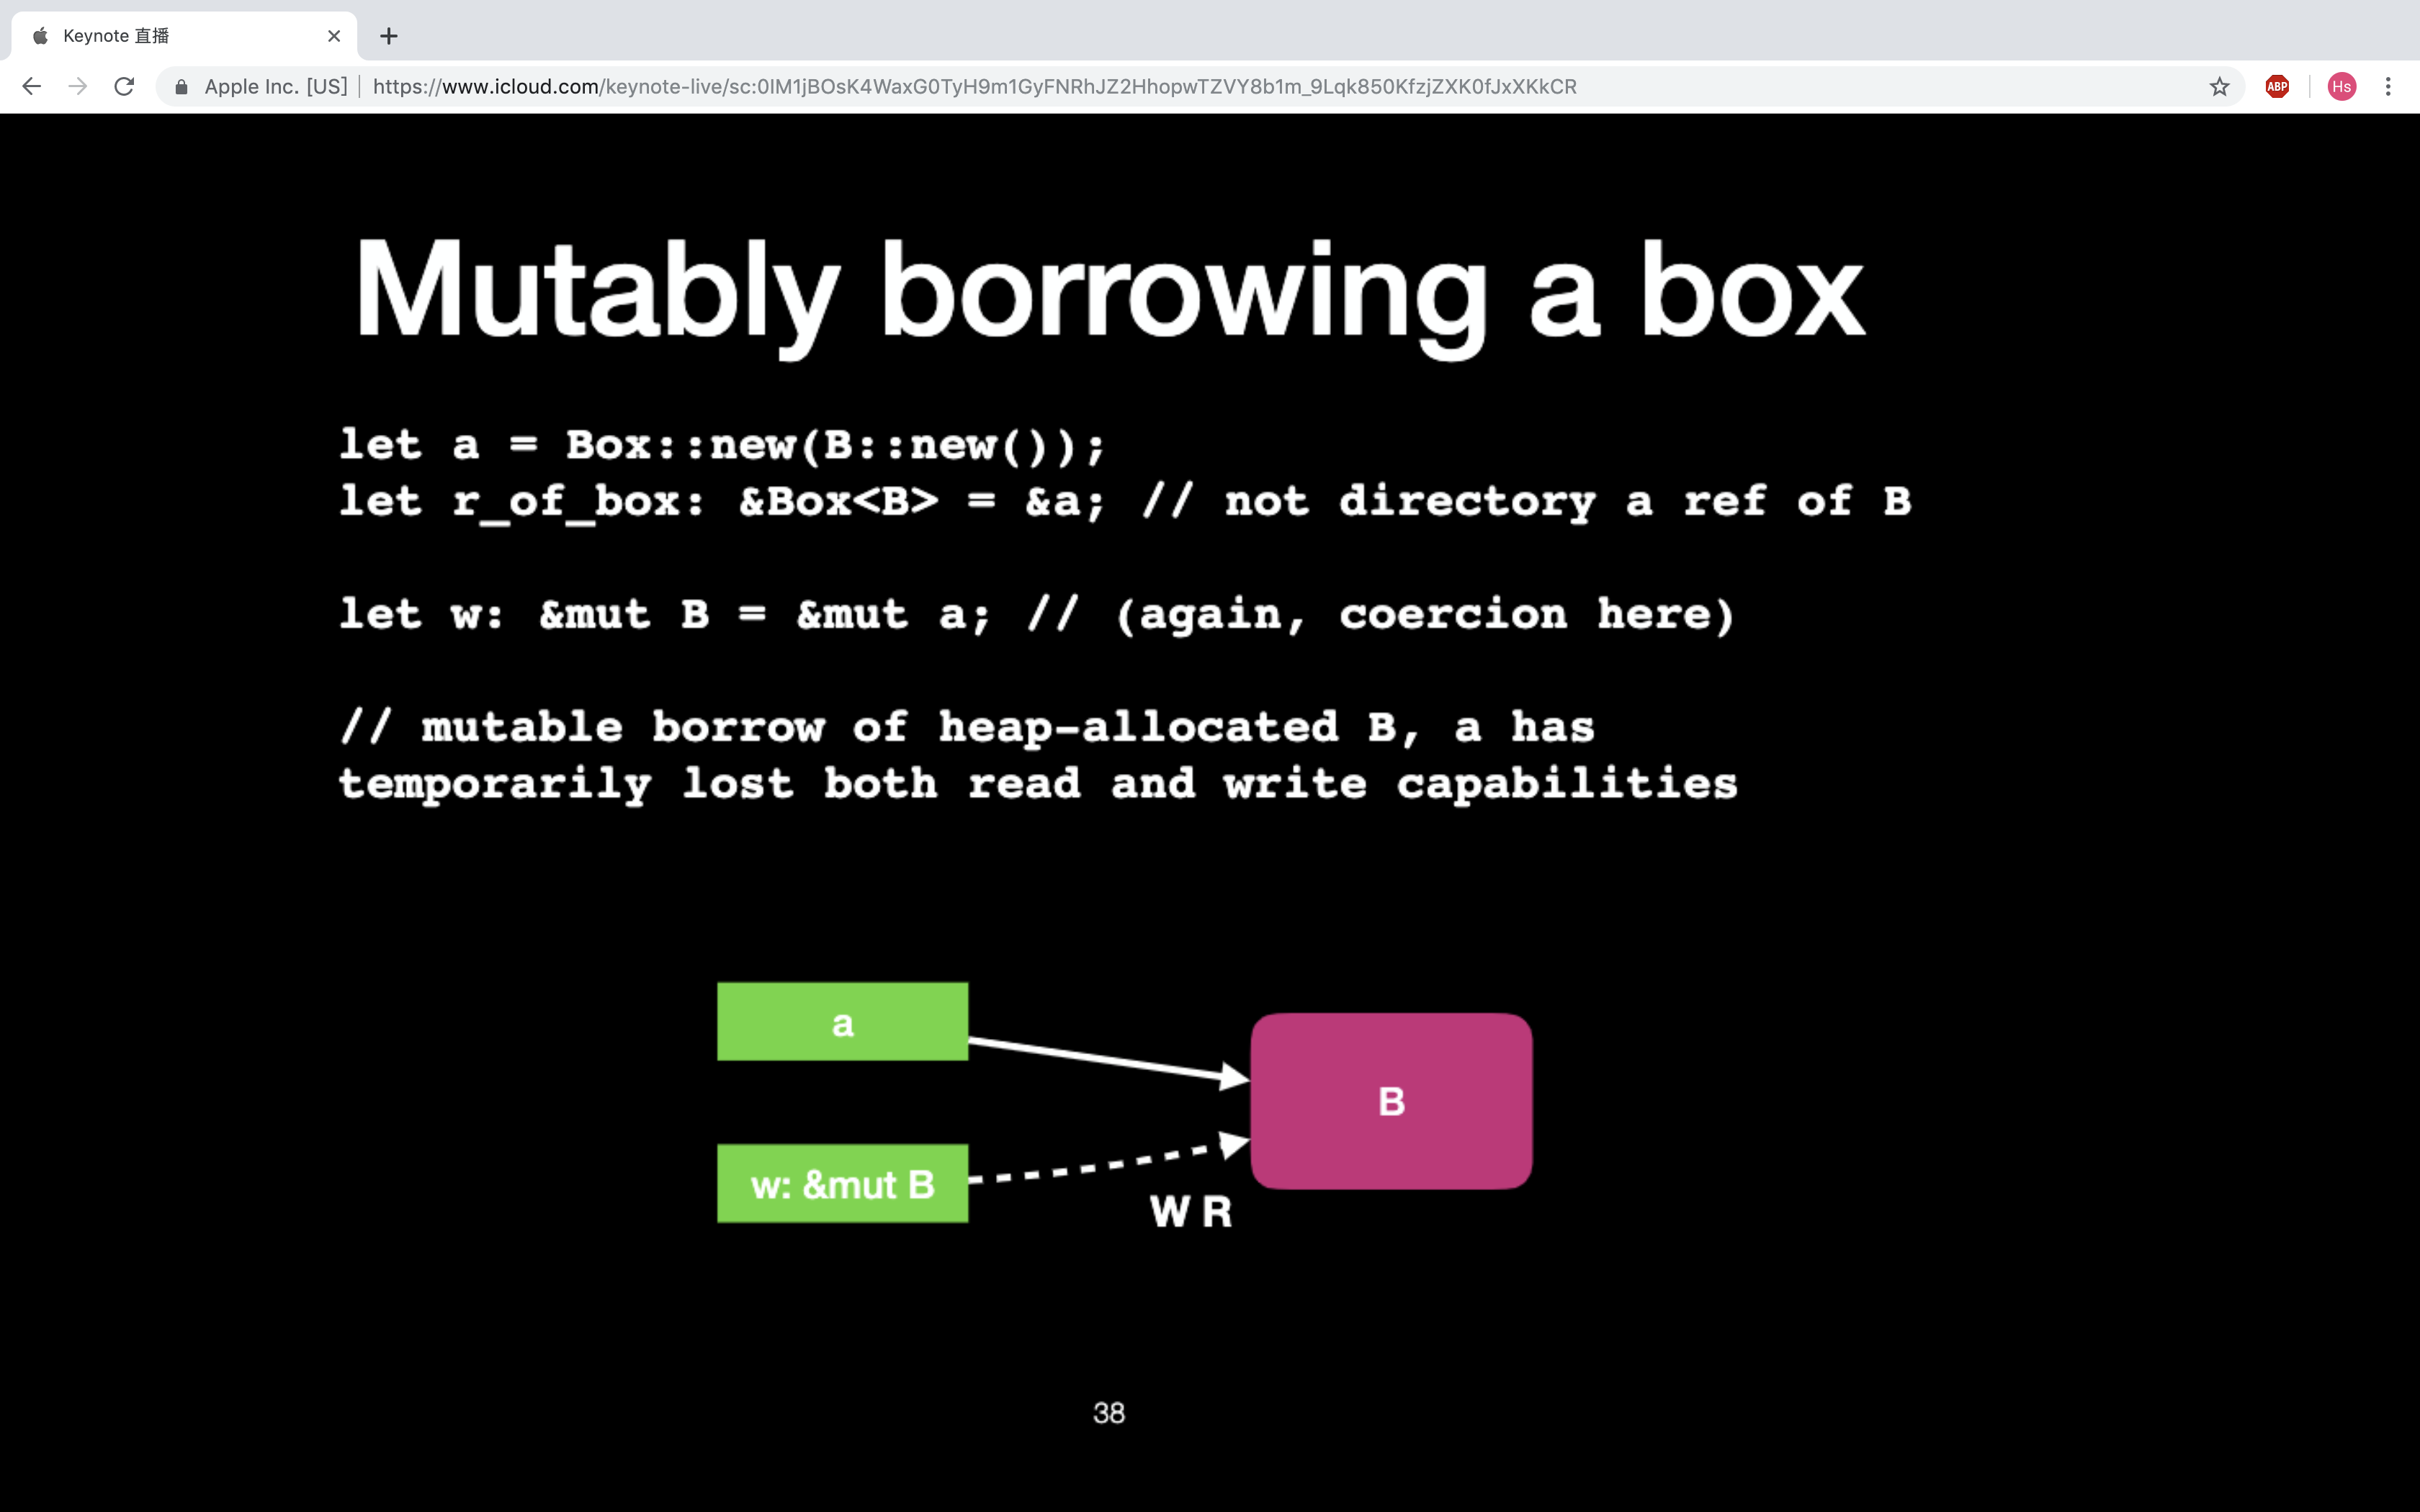 Keynote 直播
Apple Inc. [US]
https://www.icloud.com/keynote-live/sc:0IM1jBOsK4WaxG0TyH9m1GyFNRhJZ2HhopwTZVY8b1m_9Lqk850KfzjZXK0fJxXKkCR
ABP
Hs
Mutably borrowing a box
let a = Box::new(B::new());
let r_of_box: &Box<B> = &a; // not directory a ref of B
let w: &mut B = &mut a; // (again, coercion here)
// mutable borrow of heap-allocated B, a has
temporarily lost both read and write capabilities
a
B
w: &mut B
W R
38